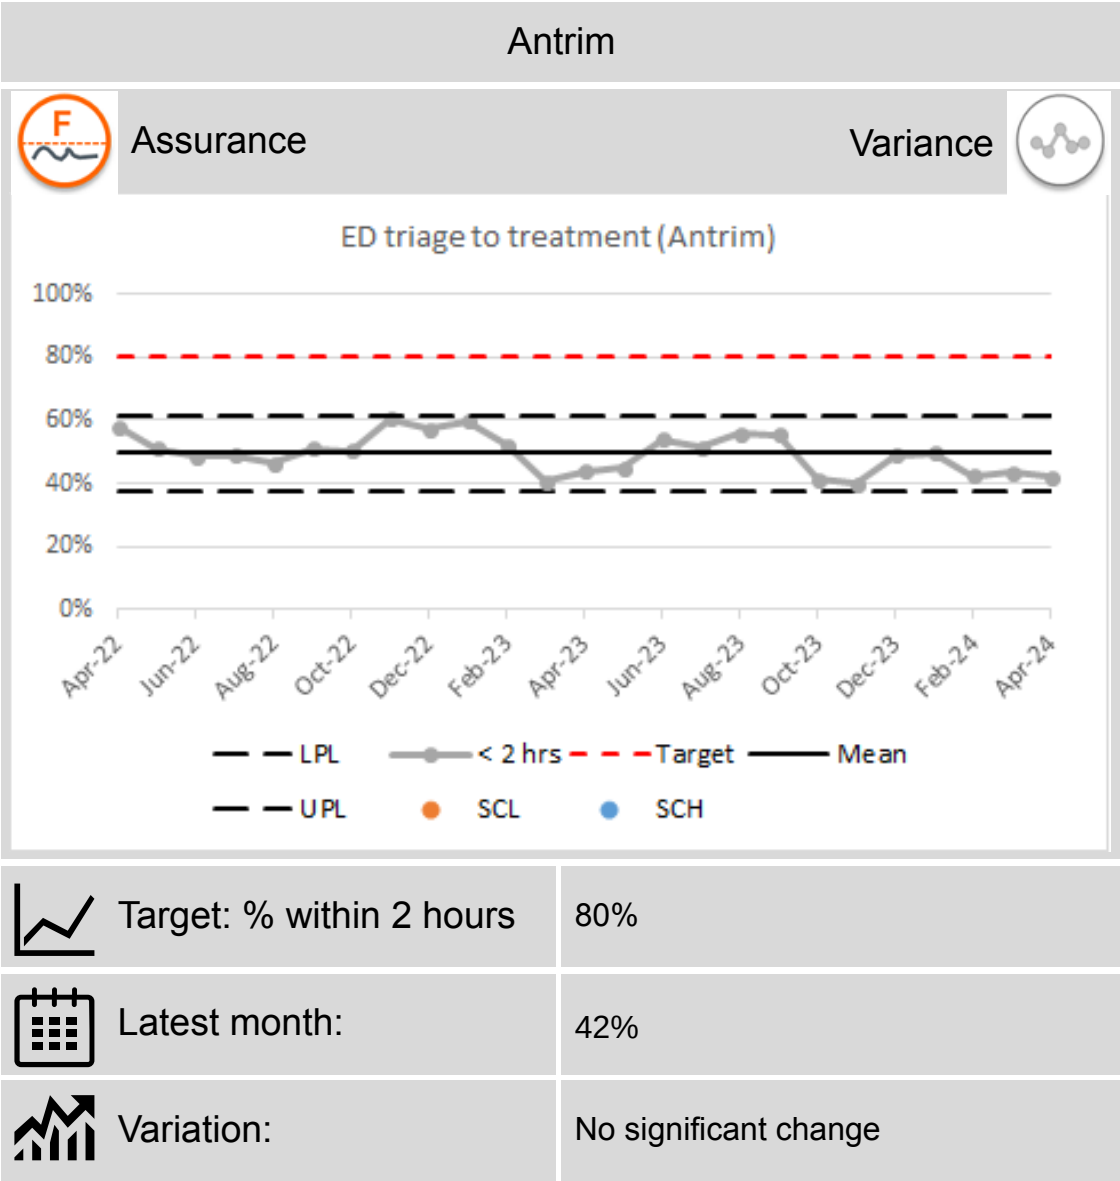 Antrim
F
Assurance
Variance
ED triage to treatment (Antrim)
100%
80%
60%
40%
20%
0%
Apr-22
Jun-22
Aug-22
Oct-22
Dec-22
Feb-23
Apr-23
Jun-23
Aug-23
Oct-23
Dec-23
Feb-24
Apr-24
LPL
< 2 hrs
Target
Mean
UPL
SCL
SCH
Target: % within 2 hours
80%
Latest month:
42%
Variation:
No significant change